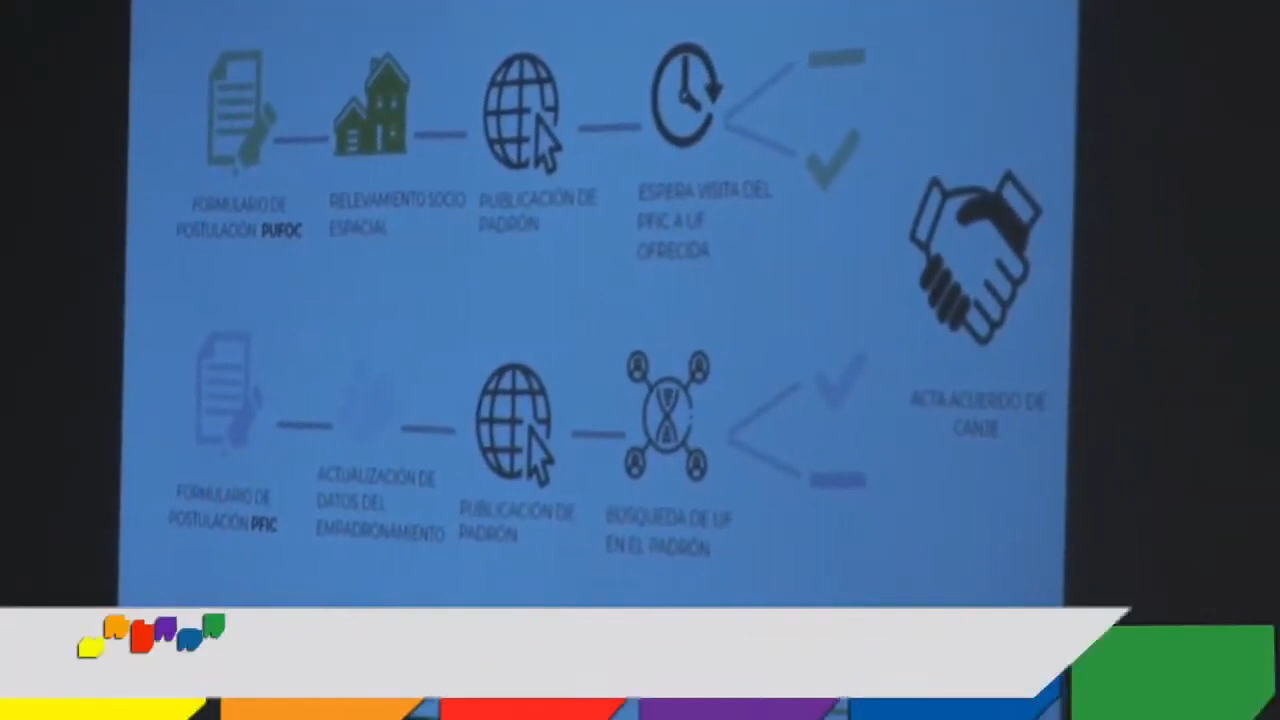 FORMULARIO DE
POSTULACIÓN PUFOC
RELEVAMIENTO SOCIO
ESPACIAL
PUBLICACIÓN DE
PADRÓN
ESPERA VISITA DEL
PFIC A UF
OFRECIDA
ACTA ACUERDO DE
CANJE
FORMULARIO DE
POSTULACIÓN PFIC
ACTUALIZACIÓN DE
DATOS DEL
EMPADRONAMIENTO
PUBLICACIÓN DE
PADRÓN
BÚSQUEDA DE UF
EN EL PADRÓN